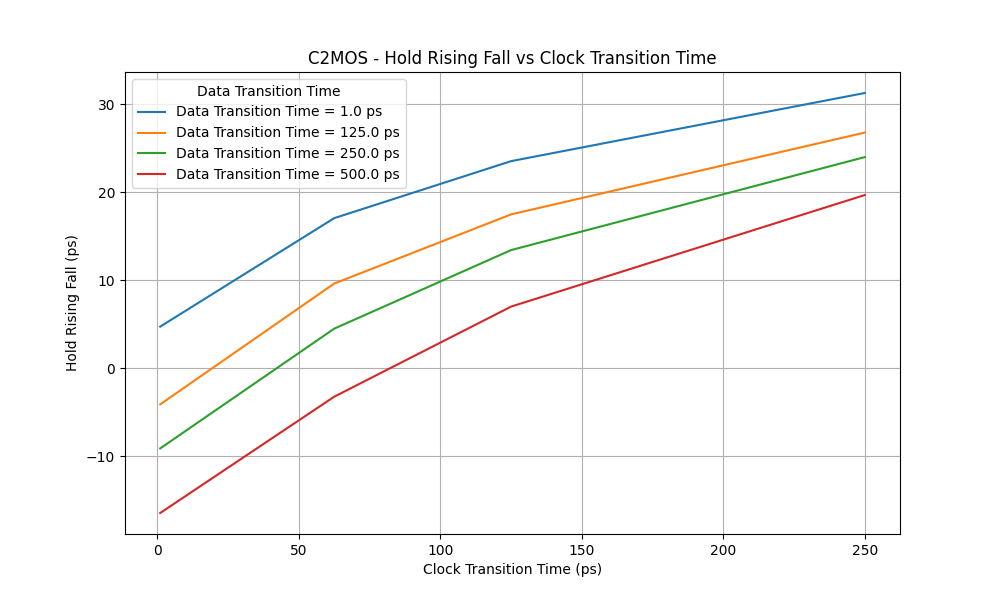 C2MOS - Hold Rising Fall vs Clock Transition Time
Data Transition Time
Data Transition Time = 1.0 ps
Data Transition Time = 125.0 ps
Data Transition Time = 250.0 ps
Data Transition Time = 500.0 ps
Hold Rising Fall (ps)
30
20
10
0
−10
0 50 100 150 200 250
Clock Transition Time (ps)